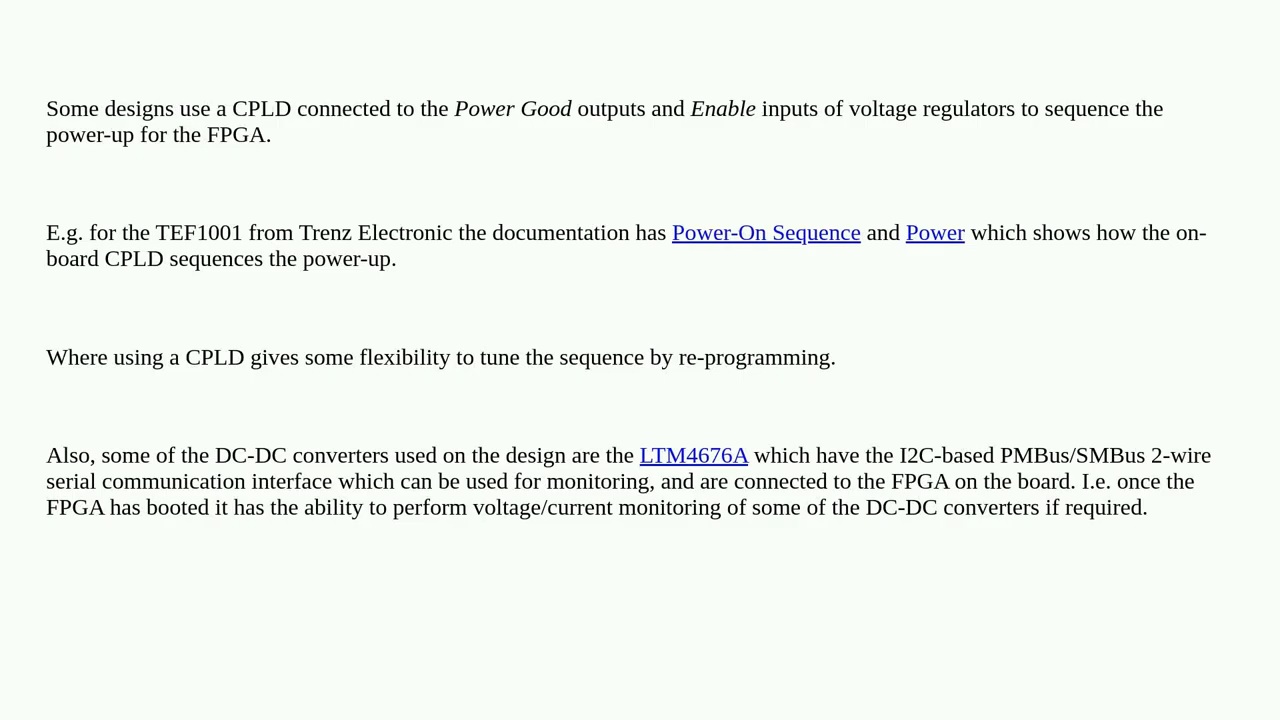 Some designs use a CPLD connected to the Power Good outputs and Enable inputs of voltage regulators to sequence the
power-up for the FPGA.
E.g. for the TEF1001 from Trenz Electronic the documentation has Power-On Sequence and Power which shows how the on-
board CPLD sequences the power-up.
Where using a CPLD gives some flexibility to tune the sequence by re-programming.
Also, some of the DC-DC converters used on the design are the LTM4676A which have the I2C-based PMBus/SMBus 2-wire
serial communication interface which can be used for monitoring, and are connected to the FPGA on the board. I.e. once the
FPGA has booted it has the ability to perform voltage/current monitoring of some of the DC-DC converters if required.